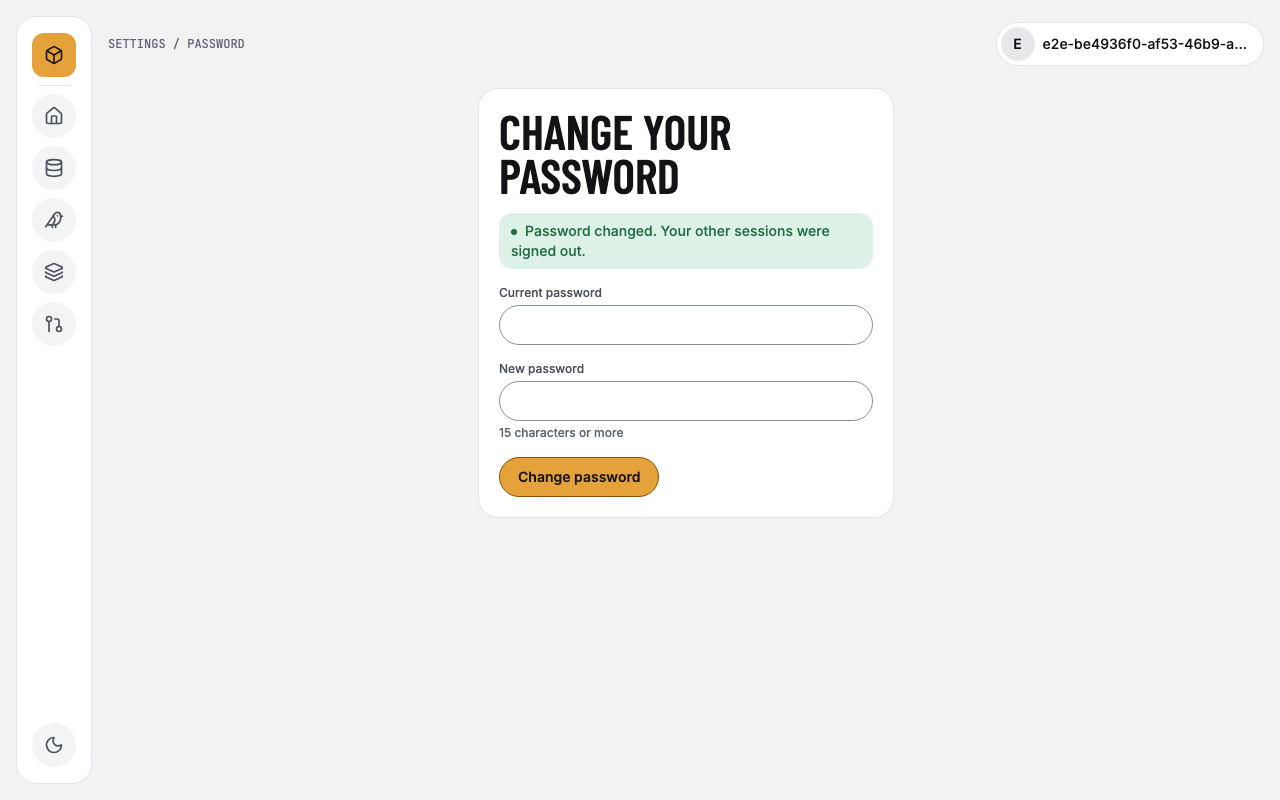 SETTINGS / PASSWORD
E
e2e-be4936f0-af53-46b9-a...
CHANGE YOUR
PASSWORD
Password changed. Your other sessions were
signed out.
Current password
New password
15 characters or more
Change password